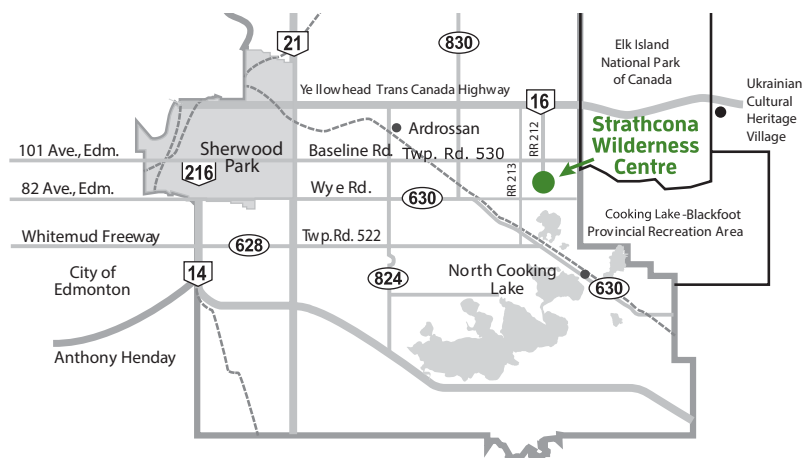 21
830
Elk Island
National Park
of Canada
Yellowhead Trans Canada Highway
16
Ukrainian
Cultural
Heritage
Village
Ardrossan
RR 212
Strathcona
Wilderness
Centre
101 Ave., Edm.
Sherwood
Park
Baseline Rd.
Twp. Rd. 530
216
RR 213
82 Ave., Edm.
Wye Rd.
630
Cooking Lake -Blackfoot
Provincial Recreation Area
Whitemud Freeway
628
Twp.Rd. 522
City of
Edmonton
14
824
North Cooking
Lake
630
Anthony Henday